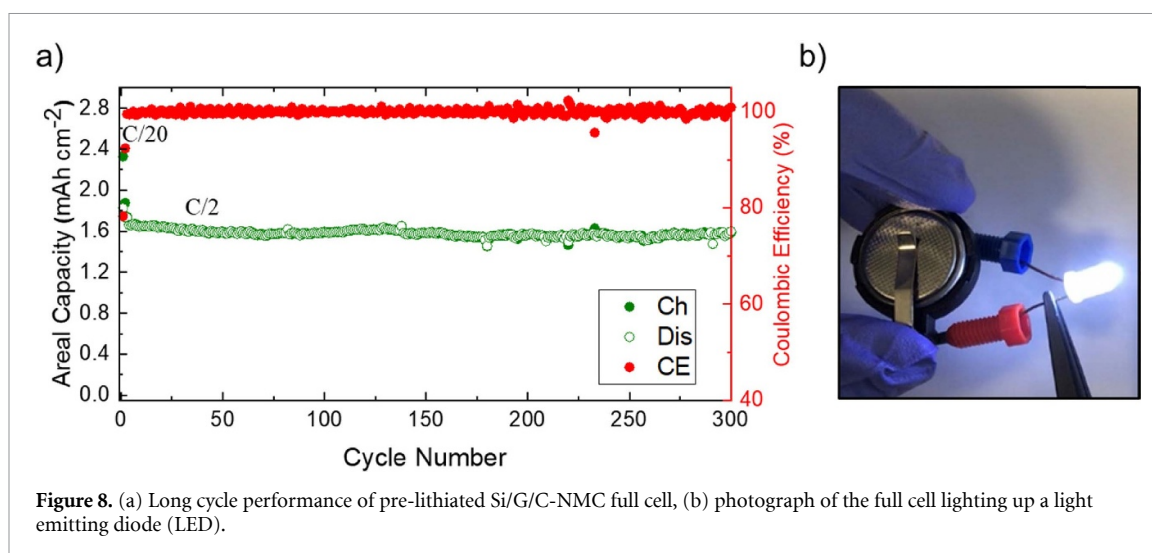 a)
b)
Areal Capacity (mAh cm⁻²)
2.8
2.4
2.0
1.6
1.2
0.8
0.4
0.0
C/20
C/2
Ch
Dis
CE
100
80
60
40
Coulombic Efficiency (%)
0
50
100
150
200
250
300
Cycle Number
Figure 8. (a) Long cycle performance of pre-lithiated Si/G/C-NMC full cell, (b) photograph of the full cell lighting up a light
emitting diode (LED).